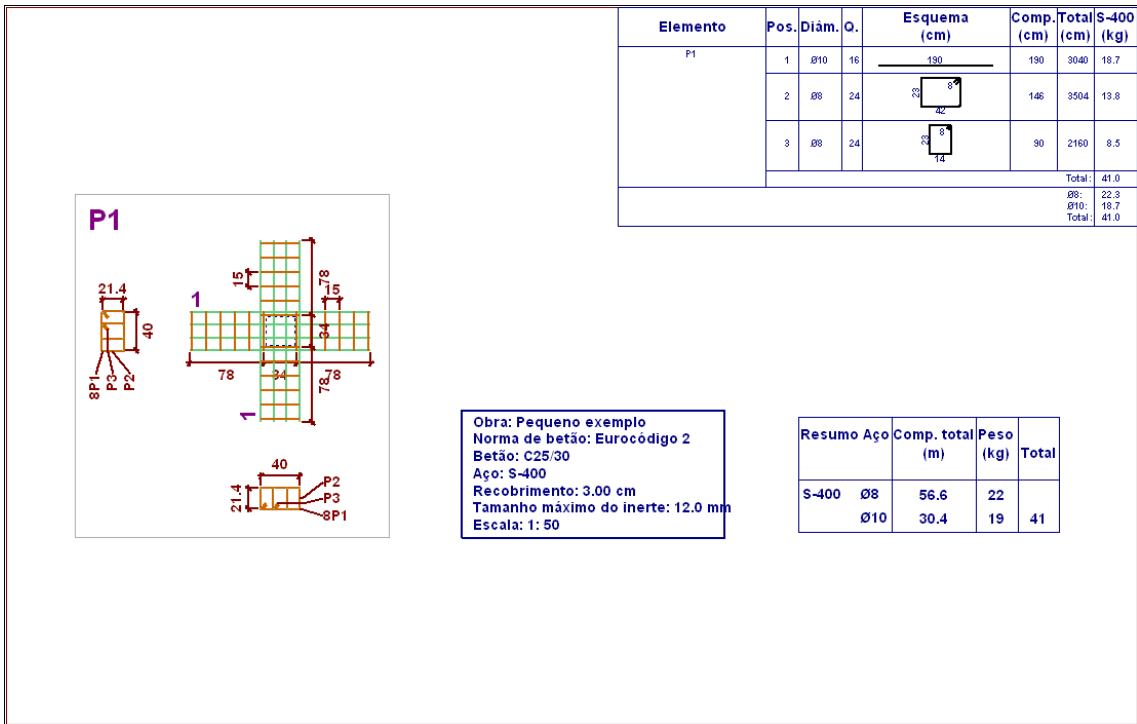 Elemento Pos. Diám. Q. Esquema (cm) Comp. (cm) Total (cm) S-400 (kg)
P1 1 Ø10 16 190 190 3040 18.7
2 Ø8 24 23 8 42 146 3504 13.8
3 Ø8 24 23 8 14 90 2160 8.5
Total: 41.0
Ø8: 22.3
Ø10: 18.7
Total: 41.0
P1
15
78
21.4
1
15
40
34
8P1
P3
P2
78 34 78
78
1
40
21.4
P2
P3
8P1
Obra: Pequeno exemplo
Norma de betão: Eurocódigo 2
Betão: C25/30
Aço: S-400
Recobrimento: 3.00 cm
Tamanho máximo do inerte: 12.0 mm
Escala: 1: 50
Resumo Aço Comp. total (m) Peso (kg) Total
S-400 Ø8 56.6 22
Ø10 30.4 19 41